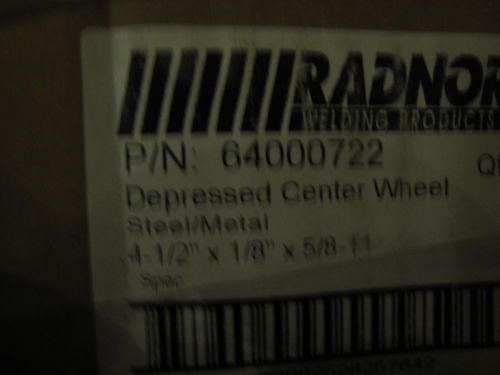 RADNOR
WELDING PRODUCTS
P/N: 64000722
Depressed Center Wheel
Steel/Metal
4-1/2" x 1/8" x 5/8-11
Spec